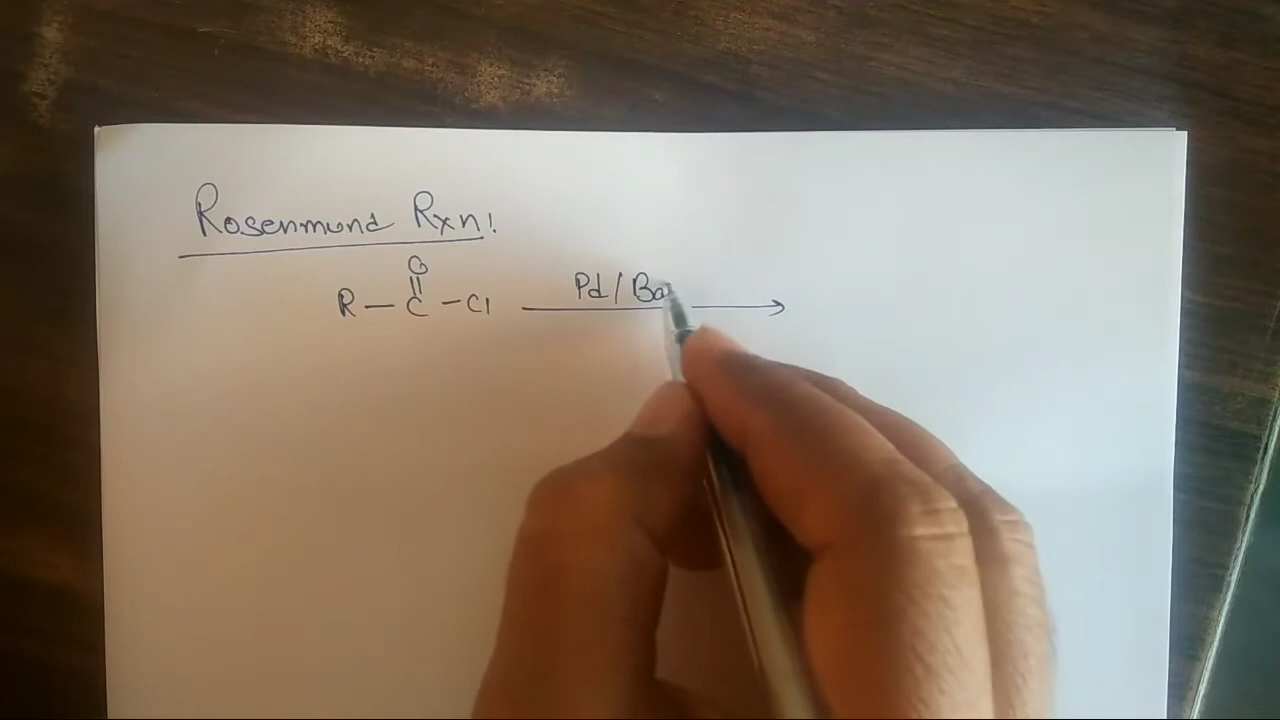 Rosenmund Rxn!
O
R — C — Cl Pd / Ba